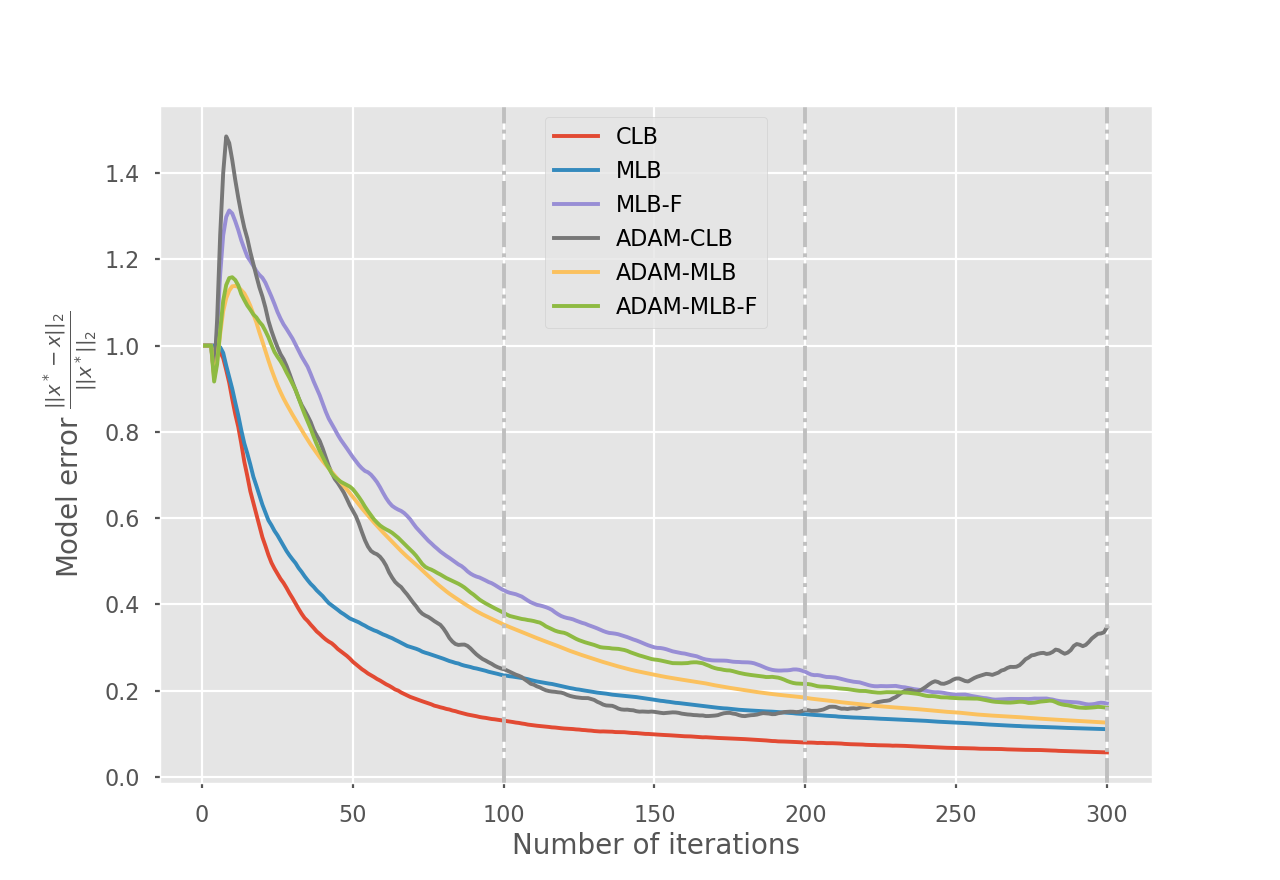 CLB
MLB
MLB-F
ADAM-CLB
ADAM-MLB
ADAM-MLB-F
1.4
1.2
1.0
0.8
0.6
0.4
0.2
0.0
Model error ||x* − x||₂ / ||x*||₂
0 50 100 150 200 250 300
Number of iterations